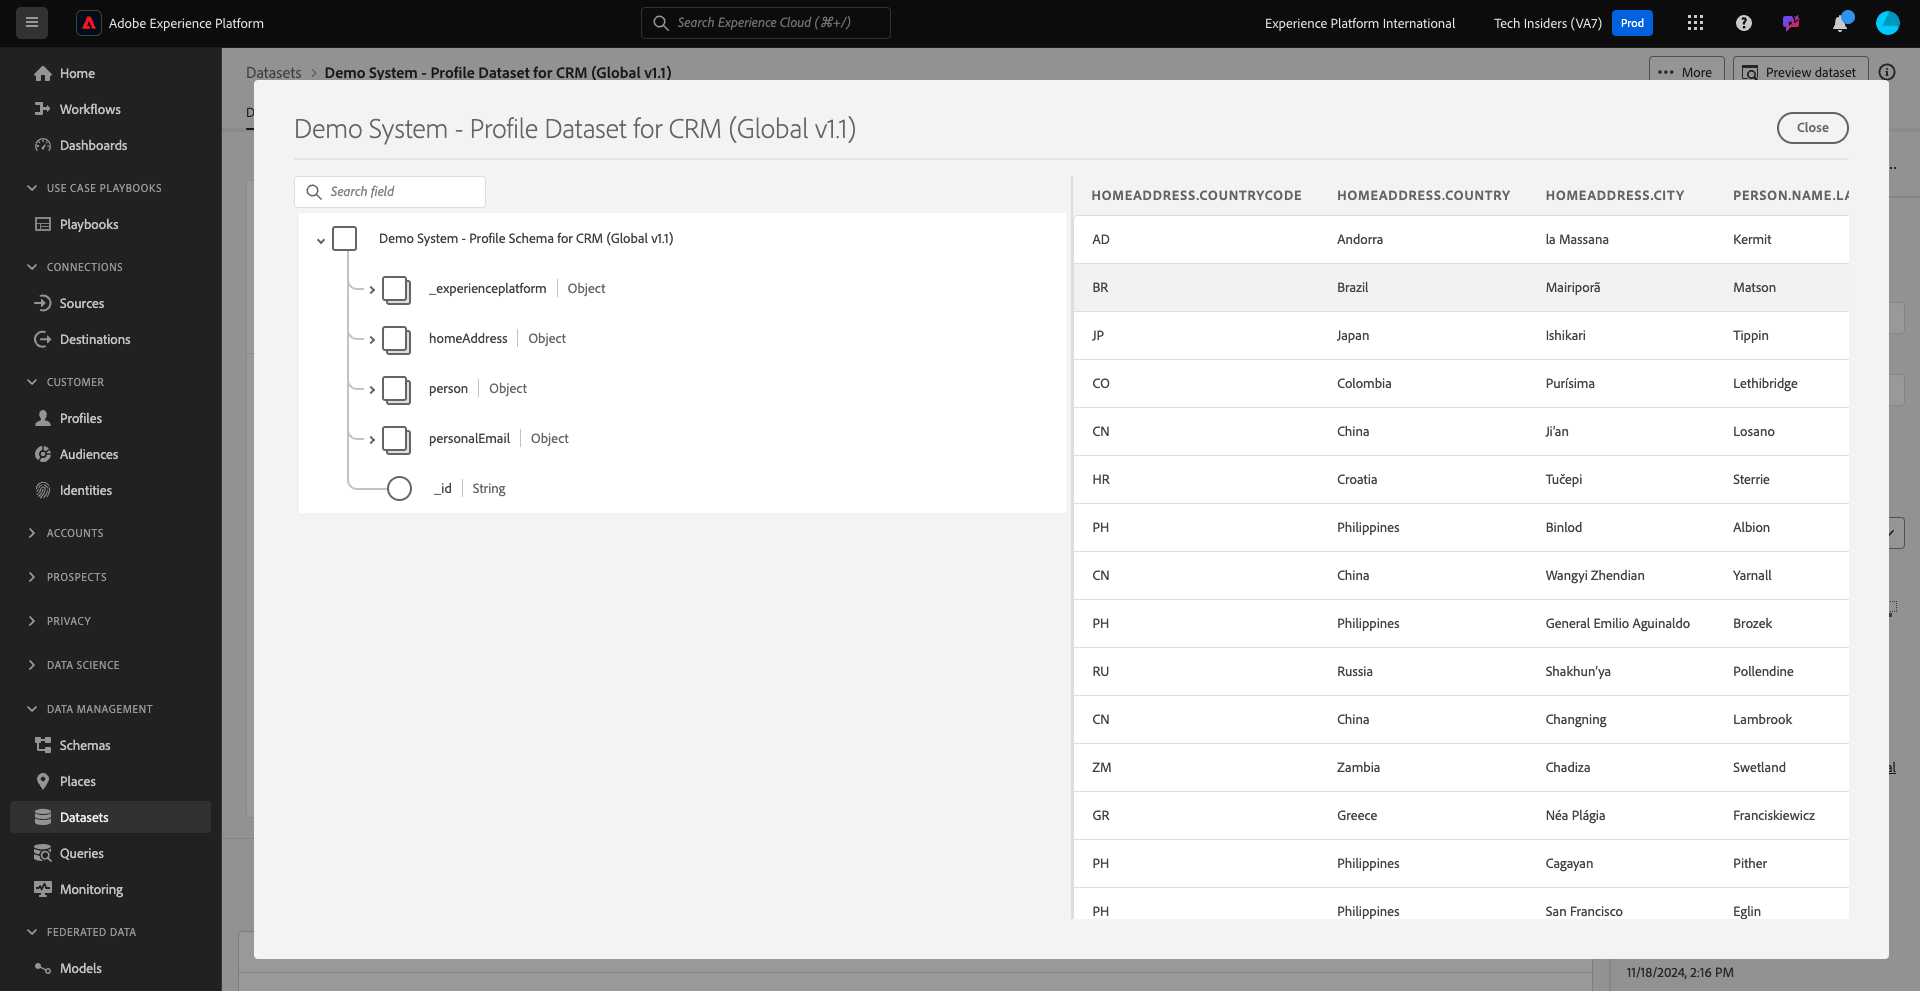 Adobe Experience Platform
Search Experience Cloud (⌘+/)
Experience Platform International
Tech Insiders (VA7)
Prod
Home
Workflows
Dashboards
USE CASE PLAYBOOKS
Playbooks
CONNECTIONS
Sources
Destinations
CUSTOMER
Profiles
Audiences
Identities
ACCOUNTS
PROSPECTS
PRIVACY
DATA SCIENCE
DATA MANAGEMENT
Schemas
Places
Datasets
Queries
Monitoring
FEDERATED DATA
Models
Datasets > Demo System - Profile Dataset for CRM (Global v1.1)
More
Preview dataset
Demo System - Profile Dataset for CRM (Global v1.1)
Close
Search field
Demo System - Profile Schema for CRM (Global v1.1)
_experienceplatform Object
homeAddress Object
person Object
personalEmail Object
_id String
HOMEADDRESS.COUNTRYCODE HOMEADDRESS.COUNTRY HOMEADDRESS.CITY PERSON.NAME.LA
AD Andorra la Massana Kermit
BR Brazil Mairiporã Matson
JP Japan Ishikari Tippin
CO Colombia Purísima Lethibridge
CN China Ji’an Losano
HR Croatia Tučepi Sterrie
PH Philippines Binlod Albion
CN China Wangyi Zhendian Yarnall
PH Philippines General Emilio Aguinaldo Brozek
RU Russia Shakhun’ya Pollendine
CN China Changning Lambrook
ZM Zambia Chadiza Swetland
GR Greece Néa Plágia Franciskiewicz
PH Philippines Cagayan Pither
PH Philippines San Francisco Eglin
11/18/2024, 2:16 PM